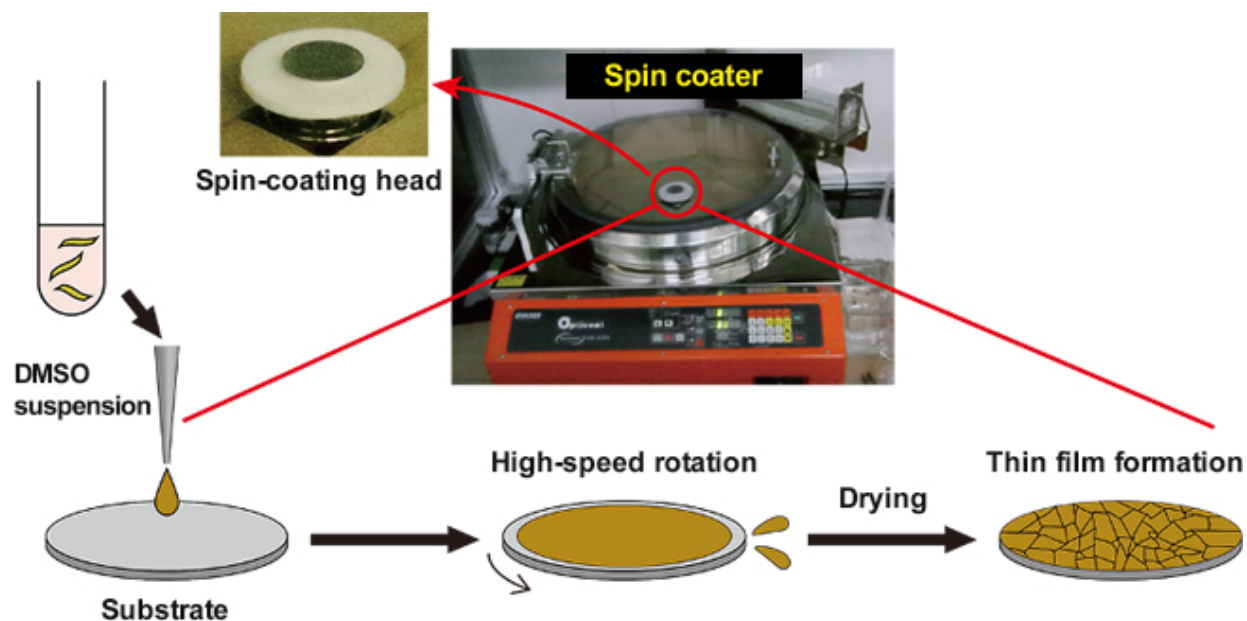 Spin coater
Spin-coating head
Opticoat
DMSO
suspension
High-speed rotation
Thin film formation
Drying
Substrate